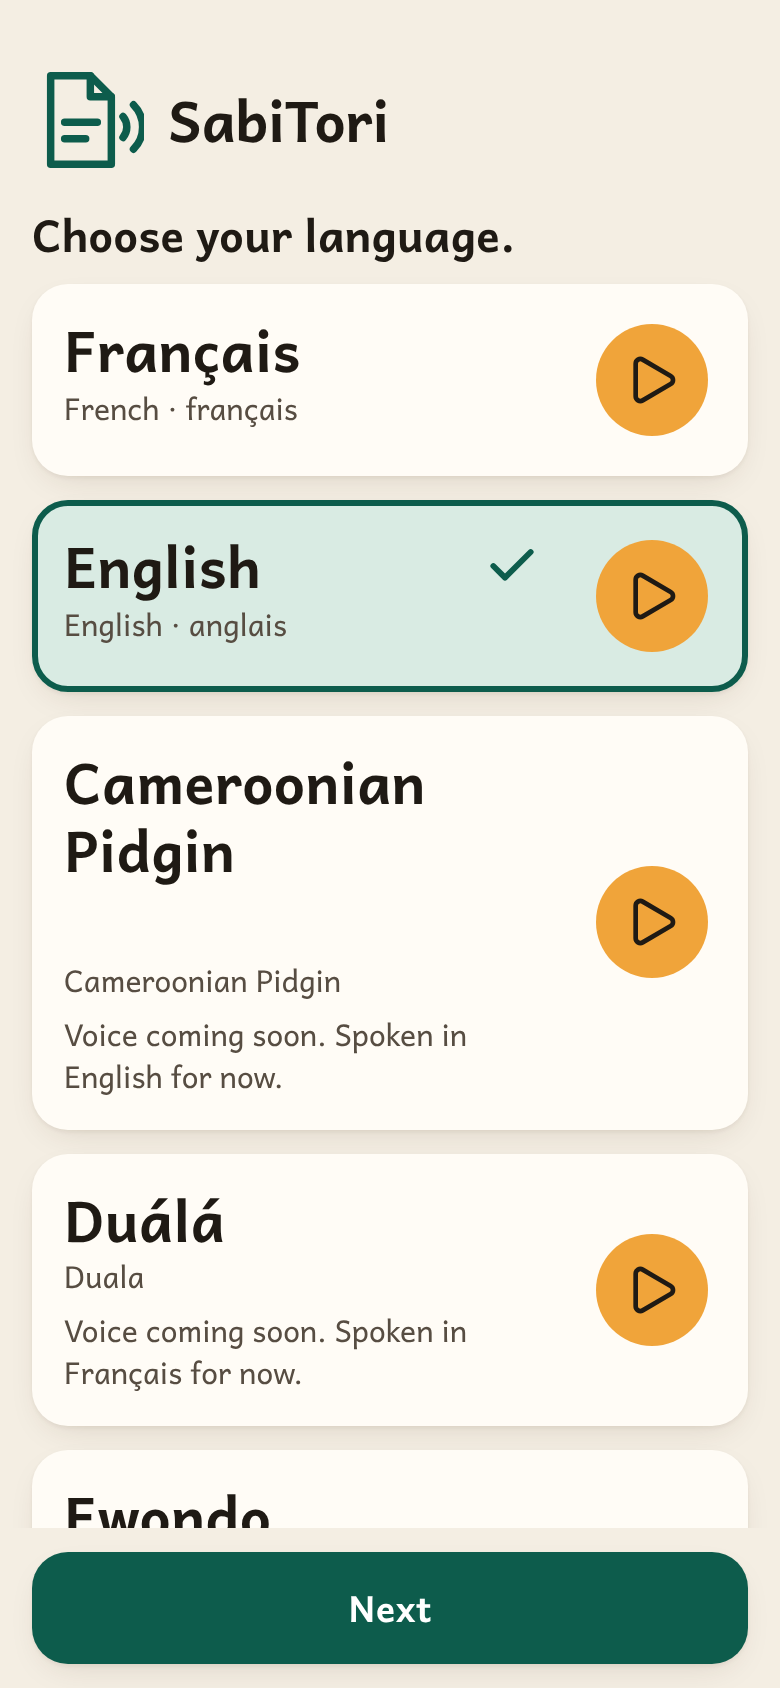 SabiTori
Choose your language.
Français
French · français
English
English · anglais
Cameroonian
Pidgin
Cameroonian Pidgin
Voice coming soon. Spoken in
English for now.
Duálá
Duala
Voice coming soon. Spoken in
Français for now.
Ewondo
Next